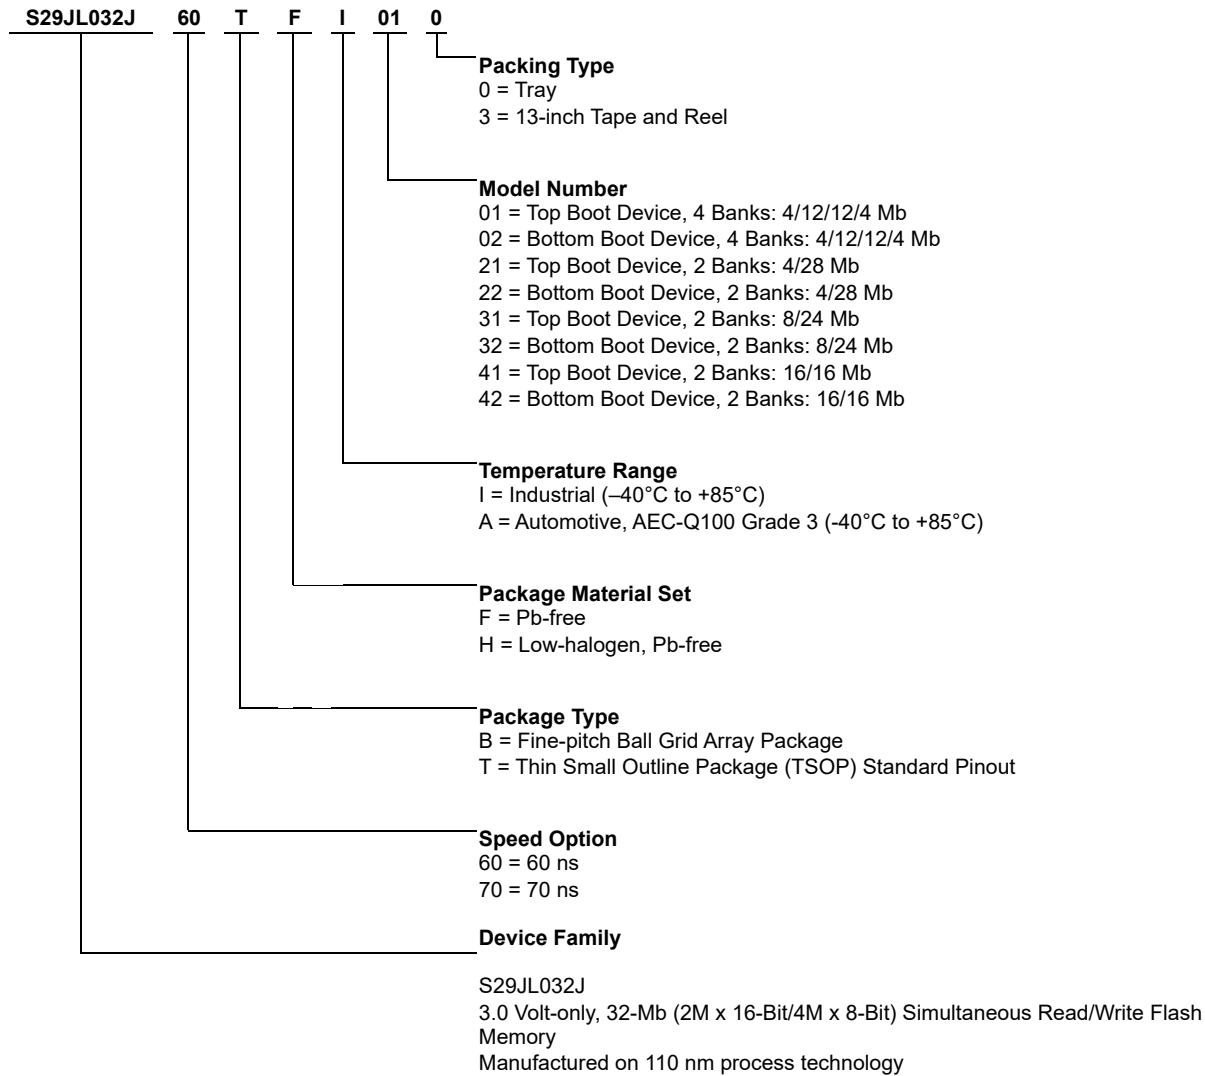 S29JL032J 60 T F I 01 0
Packing Type
0 = Tray
3 = 13-inch Tape and Reel
Model Number
01 = Top Boot Device, 4 Banks: 4/12/12/4 Mb
02 = Bottom Boot Device, 4 Banks: 4/12/12/4 Mb
21 = Top Boot Device, 2 Banks: 4/28 Mb
22 = Bottom Boot Device, 2 Banks: 4/28 Mb
31 = Top Boot Device, 2 Banks: 8/24 Mb
32 = Bottom Boot Device, 2 Banks: 8/24 Mb
41 = Top Boot Device, 2 Banks: 16/16 Mb
42 = Bottom Boot Device, 2 Banks: 16/16 Mb
Temperature Range
I = Industrial (–40°C to +85°C)
A = Automotive, AEC-Q100 Grade 3 (-40°C to +85°C)
Package Material Set
F = Pb-free
H = Low-halogen, Pb-free
Package Type
B = Fine-pitch Ball Grid Array Package
T = Thin Small Outline Package (TSOP) Standard Pinout
Speed Option
60 = 60 ns
70 = 70 ns
Device Family
S29JL032J
3.0 Volt-only, 32-Mb (2M x 16-Bit/4M x 8-Bit) Simultaneous Read/Write Flash
Memory
Manufactured on 110 nm process technology